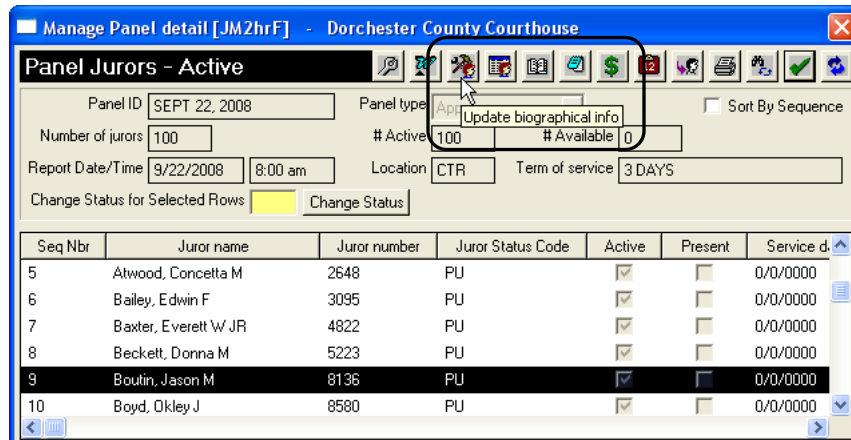 Manage Panel detail [JM2hrF] - Dorchester County Courthouse
Panel Jurors - Active
Panel ID SEPT 22, 2008 Panel type App Sort By Sequence
Update biographical info
Number of jurors 100 # Active 100 # Available 0
Report Date/Time 9/22/2008 8:00 am Location CTR Term of service 3 DAYS
Change Status for Selected Rows Change Status
Seq Nbr Juror name Juror number Juror Status Code Active Present Service d
5 Atwood, Concetta M 2648 PU 0/0/0000
6 Bailey, Edwin F 3095 PU 0/0/0000
7 Baxter, Everett W JR 4822 PU 0/0/0000
8 Beckett, Donna M 5223 PU 0/0/0000
9 Boutin, Jason M 8136 PU 0/0/0000
10 Boyd, Okley J 8580 PU 0/0/0000